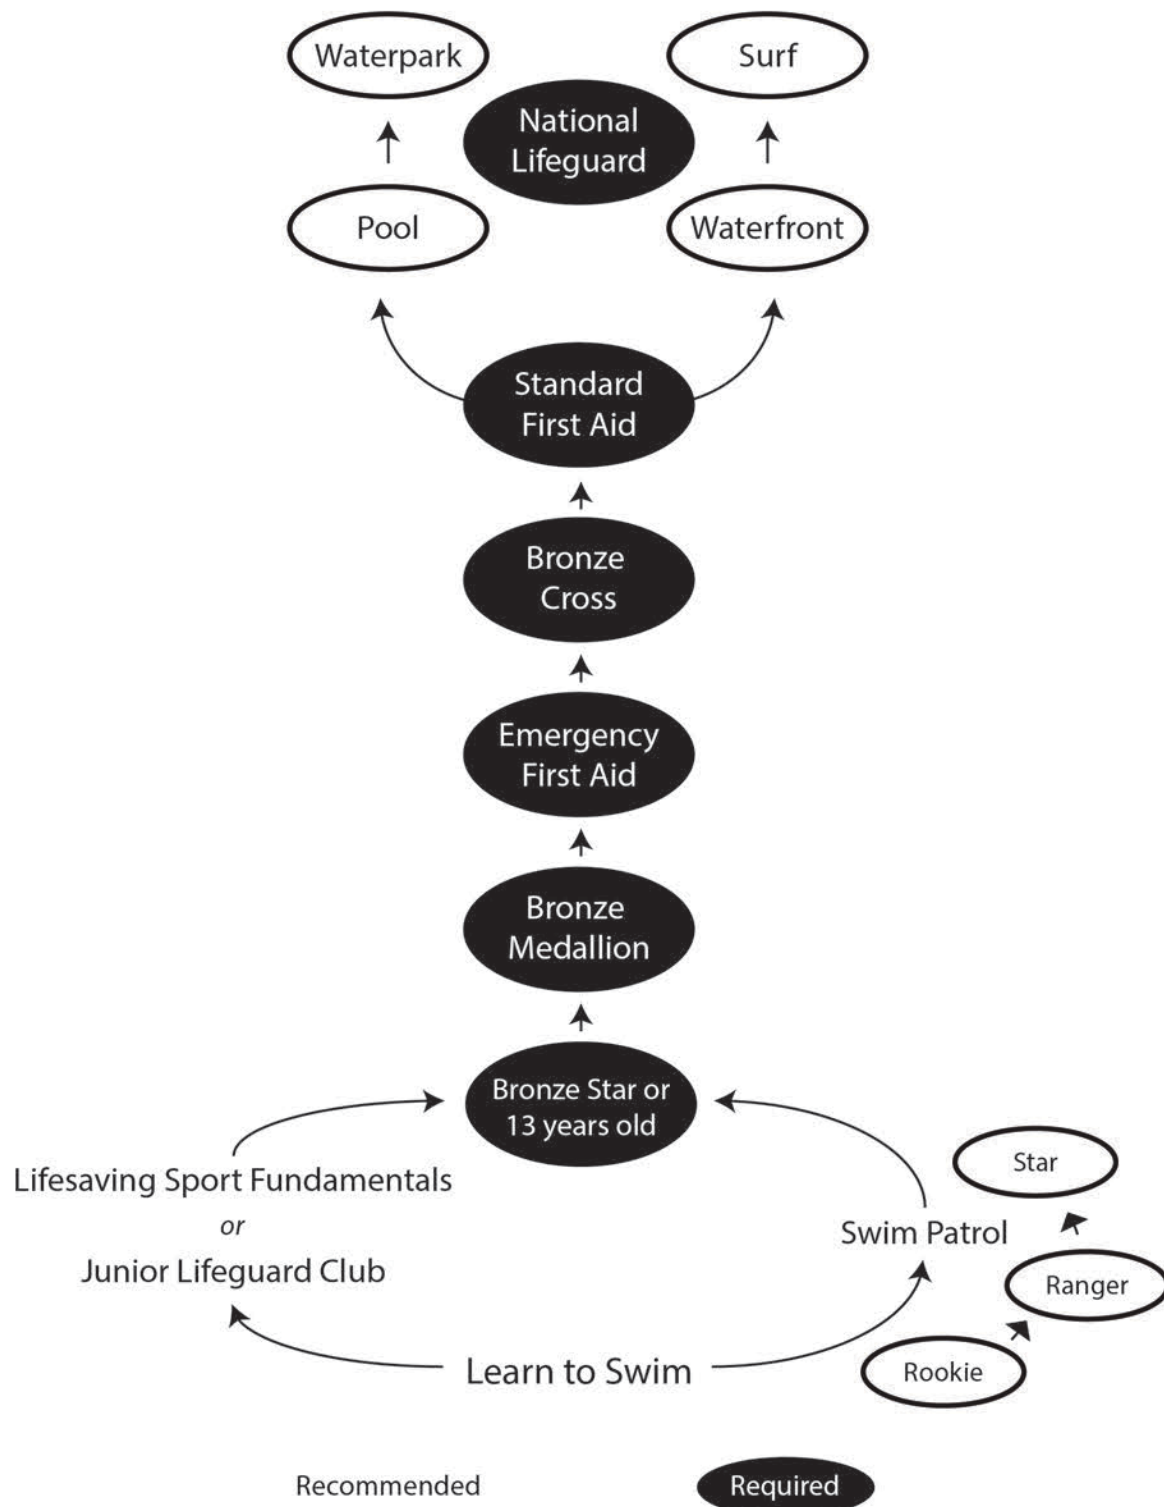 Waterpark
Surf
National
Lifeguard
Pool
Waterfront
Standard
First Aid
Bronze
Cross
Emergency
First Aid
Bronze
Medallion
Bronze Star or
13 years old
Lifesaving Sport Fundamentals
or
Junior Lifeguard Club
Star
Swim Patrol
Ranger
Rookie
Learn to Swim
Recommended
Required